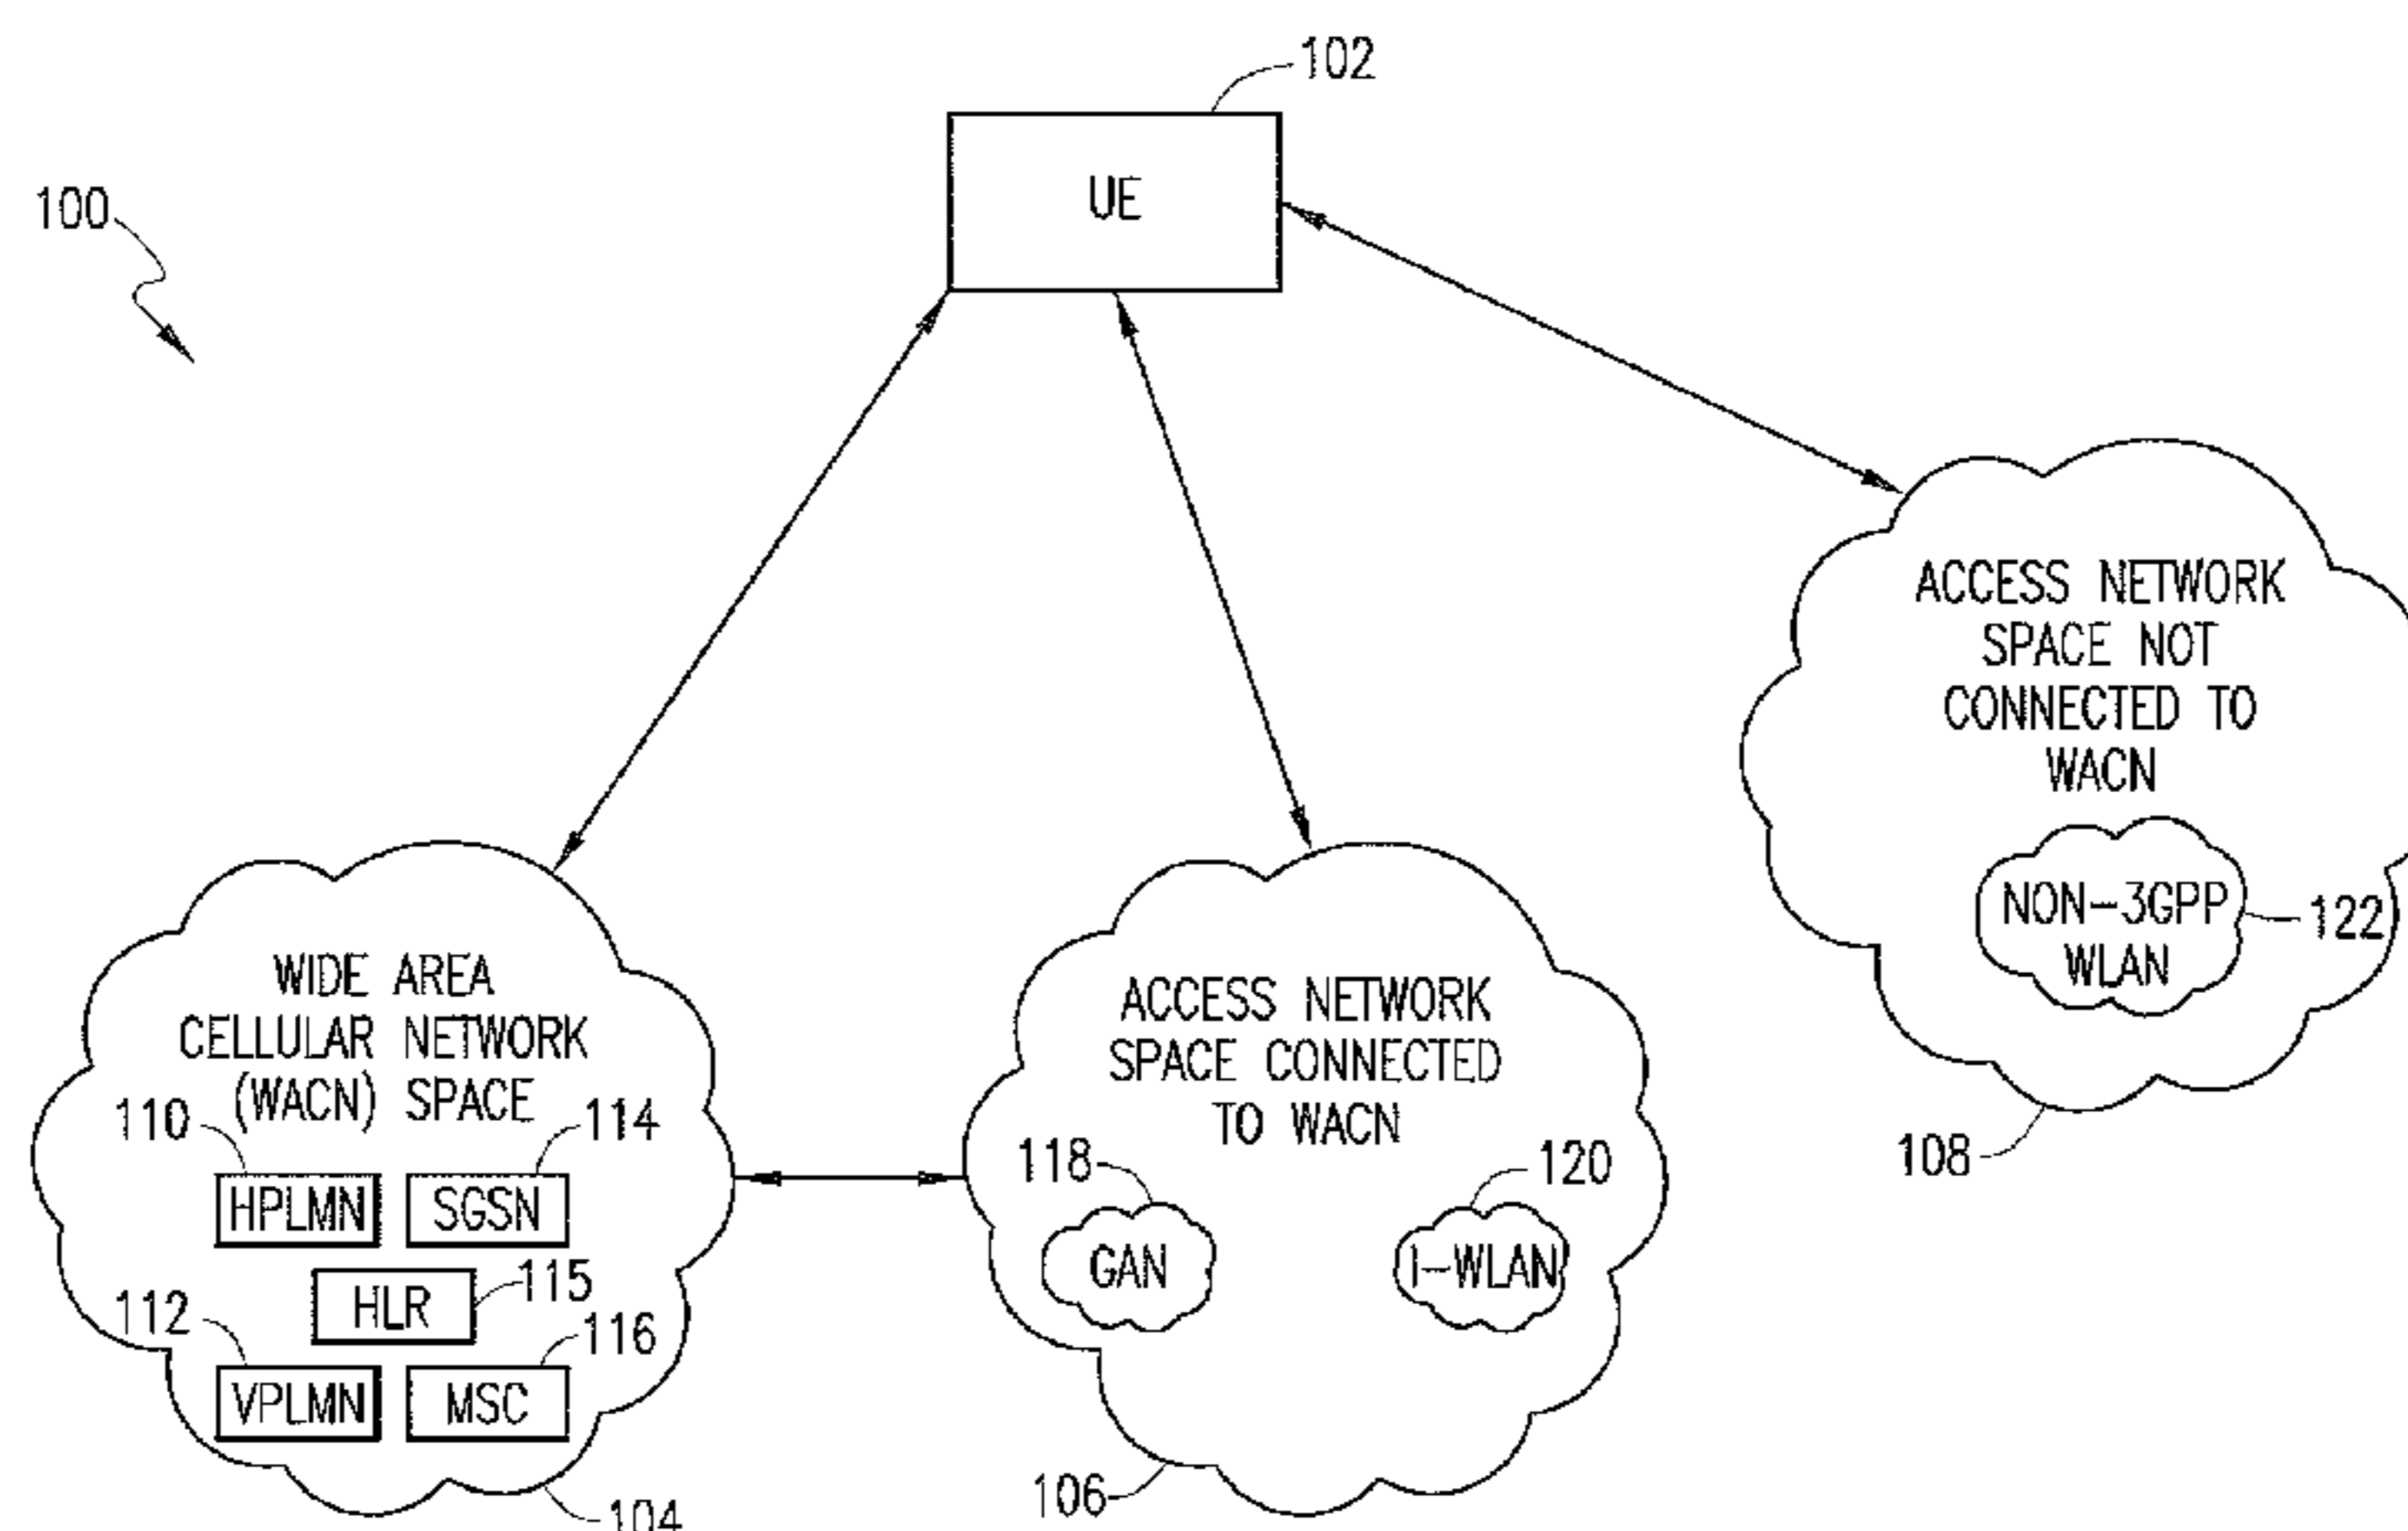 102
UE
100
ACCESS NETWORK
SPACE NOT
CONNECTED TO
WACN
NON-3GPP
WLAN
122
108
WIDE AREA
CELLULAR NETWORK
(WACN) SPACE
110
114
HPLMN
SGSN
HLR
115
112
116
VPLMN
MSC
104
ACCESS NETWORK
SPACE CONNECTED
TO WACN
118
120
GAN
I-WLAN
106